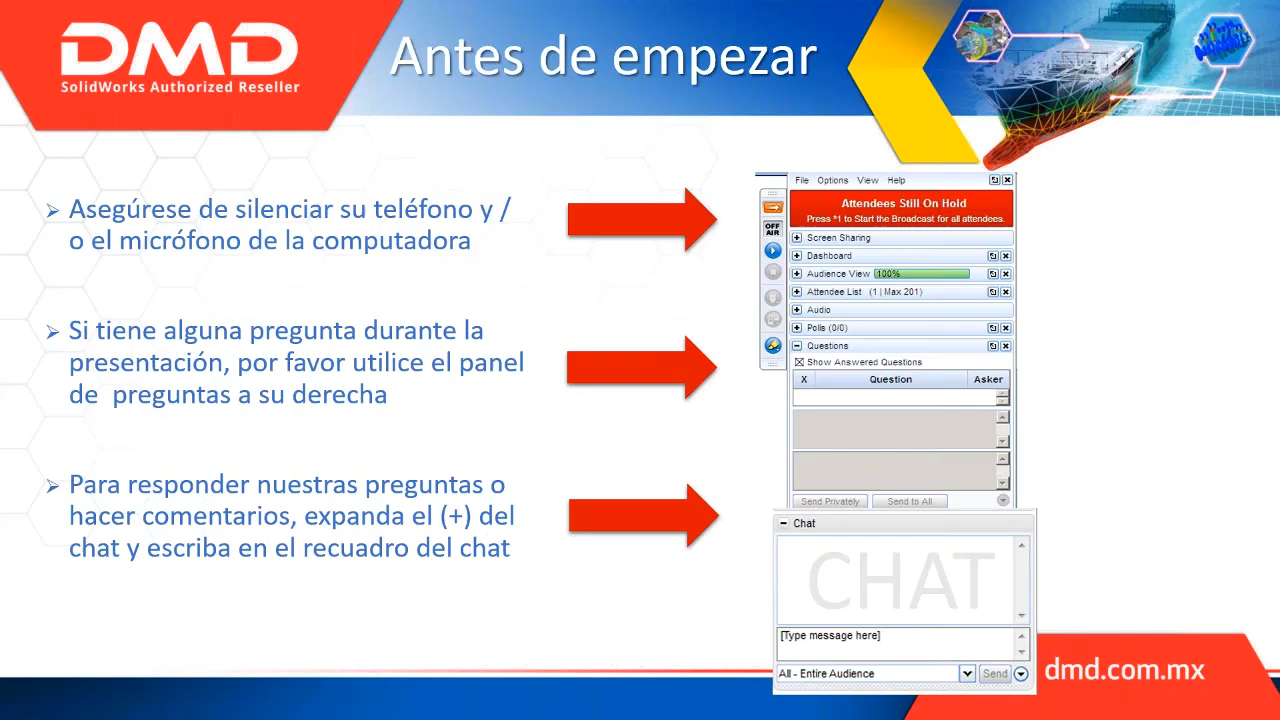 DMD
SolidWorks Authorized Reseller
Antes de empezar
Asegúrese de silenciar su teléfono y /
o el micrófono de la computadora
Si tiene alguna pregunta durante la
presentación, por favor utilice el panel
de preguntas a su derecha
Para responder nuestras preguntas o
hacer comentarios, expanda el (+) del
chat y escriba en el recuadro del chat
File Options View Help
Attendees Still On Hold
Press *1 to Start the Broadcast for all attendees.
OFF
AIR
Screen Sharing
Dashboard
Audience View 100%
Attendee List (1 | Max 201)
Audio
Polls (0/0)
Questions
Show Answered Questions
X Question Asker
Send Privately Send to All
Chat
CHAT
[Type message here]
All - Entire Audience Send
dmd.com.mx